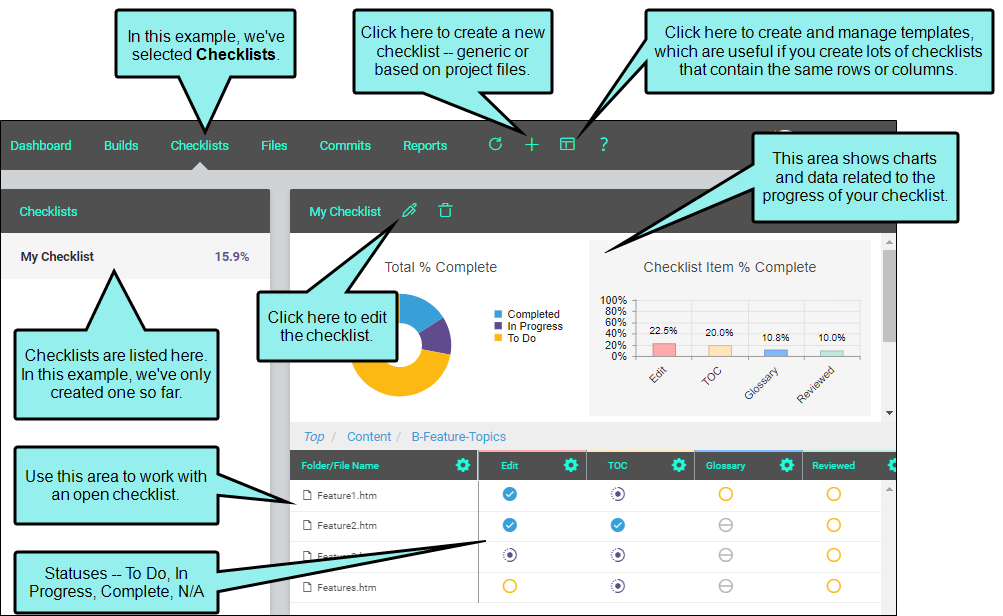 In this example, we've
selected Checklists.
Click here to create a new
checklist -- generic or
based on project files.
Click here to create and manage templates,
which are useful if you create lots of checklists
that contain the same rows or columns.
Dashboard
Builds
Checklists
Files
Commits
Reports
?
This area shows charts
and data related to the
progress of your checklist.
Checklists
My Checklist
15.9%
My Checklist
Total % Complete
Completed
In Progress
To Do
Checklist Item % Complete
100%
80%
60%
40%
20%
0%
22.5%
20.0%
10.8%
10.0%
Edit
TOC
Glossary
Reviewed
Click here to edit
the checklist.
Checklists are listed here.
In this example, we've only
created one so far.
Top / Content / B-Feature-Topics
Use this area to work with
an open checklist.
Folder/File Name
Edit
TOC
Glossary
Reviewed
Feature1.htm
Feature2.htm
Features.htm
Statuses -- To Do, In
Progress, Complete, N/A